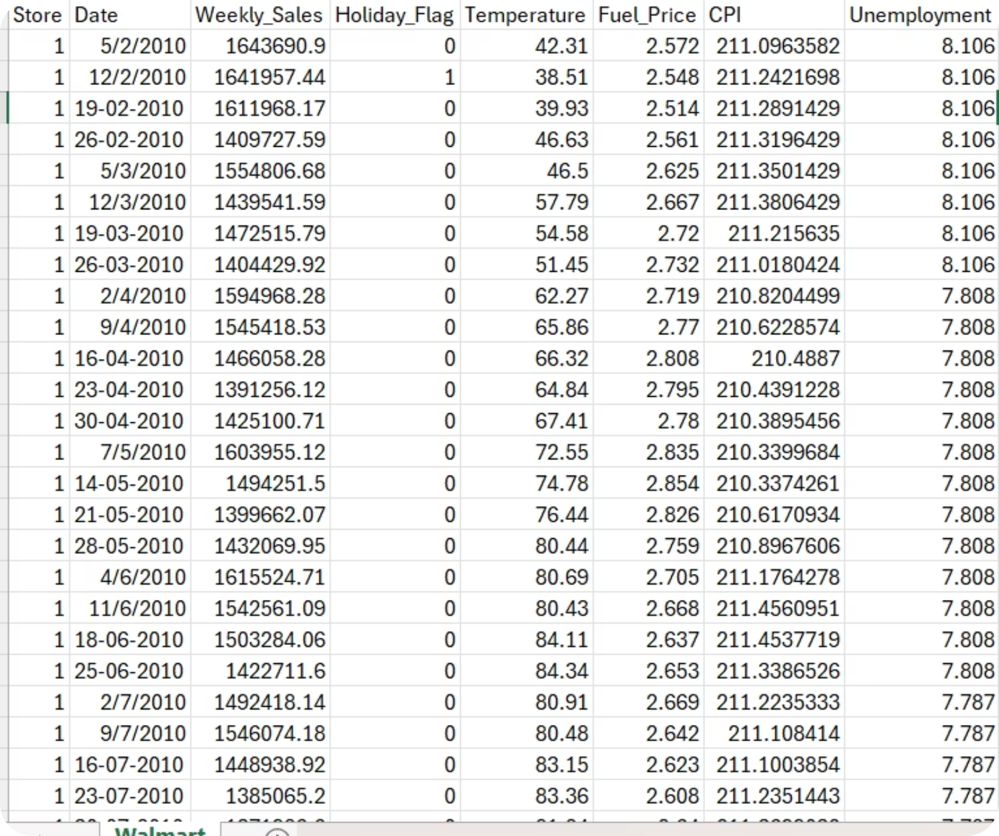 Store Date Weekly_Sales Holiday_Flag Temperature Fuel_Price CPI Unemployment
1 5/2/2010 1643690.9 0 42.31 2.572 211.0963582 8.106
1 12/2/2010 1641957.44 1 38.51 2.548 211.2421698 8.106
1 19-02-2010 1611968.17 0 39.93 2.514 211.2891429 8.106
1 26-02-2010 1409727.59 0 46.63 2.561 211.3196429 8.106
1 5/3/2010 1554806.68 0 46.5 2.625 211.3501429 8.106
1 12/3/2010 1439541.59 0 57.79 2.667 211.3806429 8.106
1 19-03-2010 1472515.79 0 54.58 2.72 211.215635 8.106
1 26-03-2010 1404429.92 0 51.45 2.732 211.0180424 8.106
1 2/4/2010 1594968.28 0 62.27 2.719 210.8204499 7.808
1 9/4/2010 1545418.53 0 65.86 2.77 210.6228574 7.808
1 16-04-2010 1466058.28 0 66.32 2.808 210.4887 7.808
1 23-04-2010 1391256.12 0 64.84 2.795 210.4391228 7.808
1 30-04-2010 1425100.71 0 67.41 2.78 210.3895456 7.808
1 7/5/2010 1603955.12 0 72.55 2.835 210.3399684 7.808
1 14-05-2010 1494251.5 0 74.78 2.854 210.3374261 7.808
1 21-05-2010 1399662.07 0 76.44 2.826 210.6170934 7.808
1 28-05-2010 1432069.95 0 80.44 2.759 210.8967606 7.808
1 4/6/2010 1615524.71 0 80.69 2.705 211.1764278 7.808
1 11/6/2010 1542561.09 0 80.43 2.668 211.4560951 7.808
1 18-06-2010 1503284.06 0 84.11 2.637 211.4537719 7.808
1 25-06-2010 1422711.6 0 84.34 2.653 211.3386526 7.808
1 2/7/2010 1492418.14 0 80.91 2.669 211.2235333 7.787
1 9/7/2010 1546074.18 0 80.48 2.642 211.108414 7.787
1 16-07-2010 1448938.92 0 83.15 2.623 211.1003854 7.787
1 23-07-2010 1385065.2 0 83.36 2.608 211.2351443 7.787
Walmart